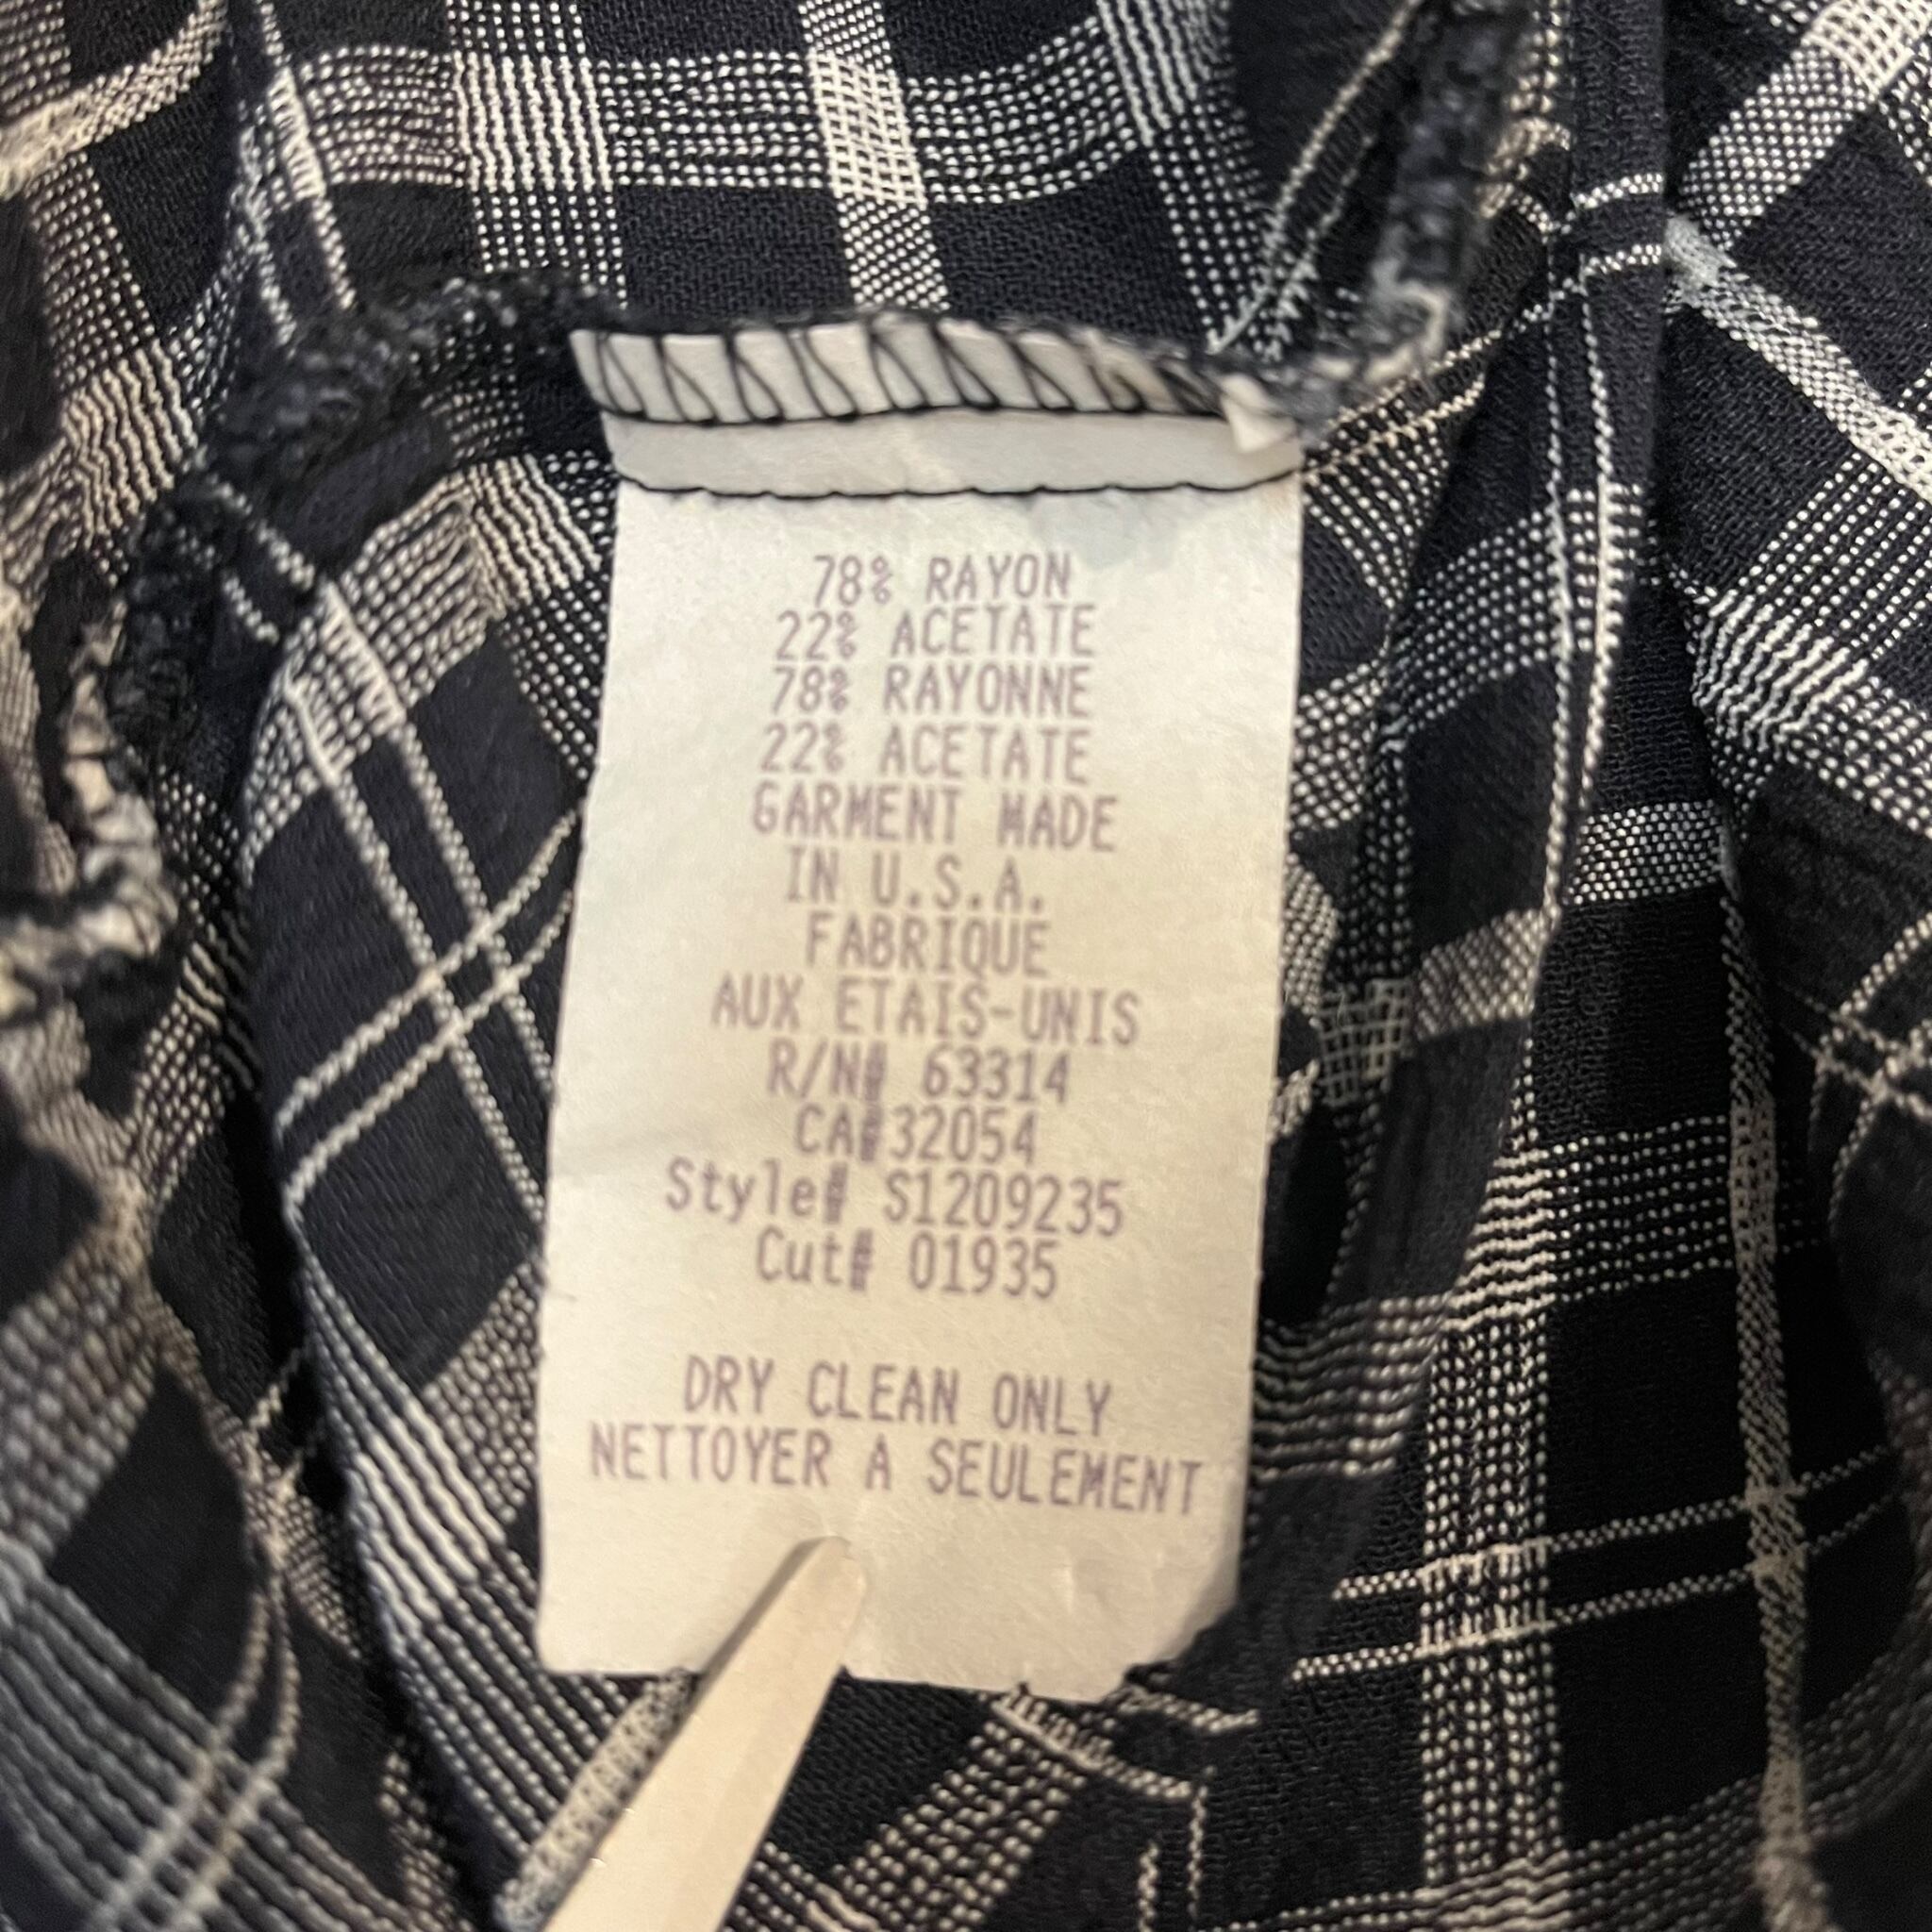 78% RAYON
22% ACETATE
78% RAYONNE
22% ACETATE
GARMENT MADE
IN U.S.A.
FABRIQUE
AUX ETAIS-UNIS
R/N# 63314
CA#32054
Style# S1209235
Cut# 01935
DRY CLEAN ONLY
NETTOYER A SEULEMENT